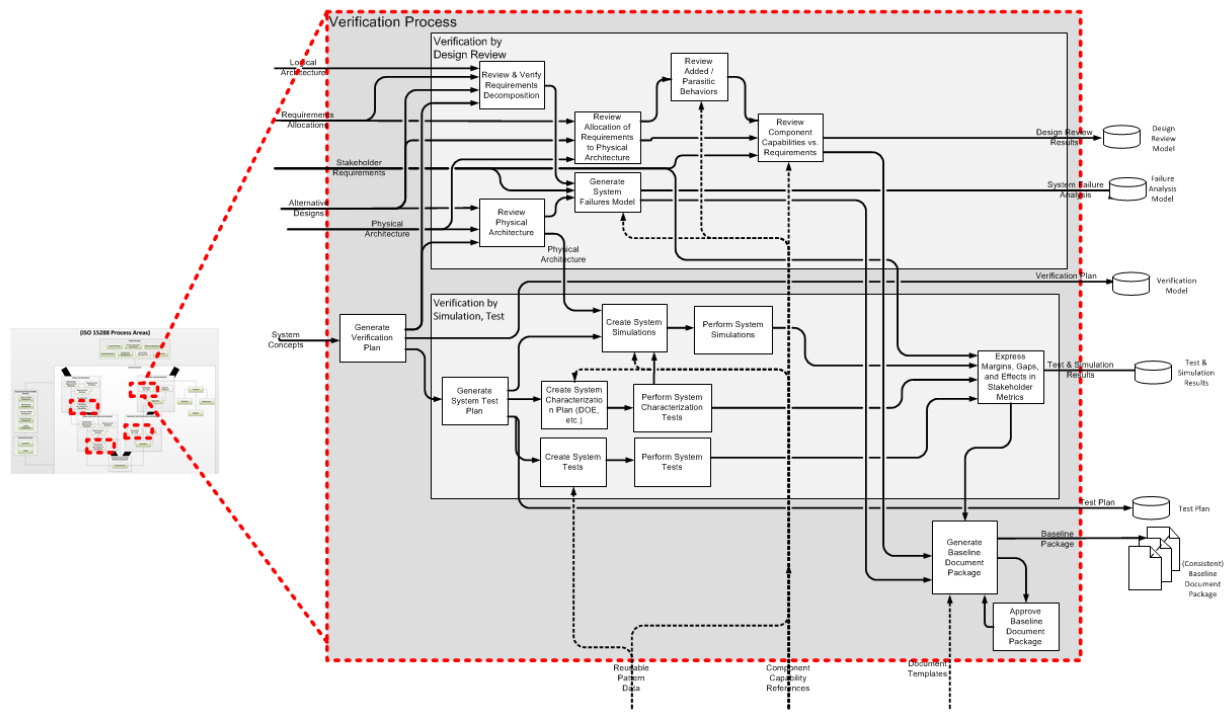 Verification Process
Verification by
Design Review
Logical
Architecture
Review & Verify
Requirements
Decomposition
Review
Added /
Parasitic
Behaviors
Requirements
Allocations
Review
Allocation of
Requirements
to Physical
Architecture
Review
Component
Capabilities vs.
Requirements
Design Review
Results
Design
Review
Model
Stakeholder
Requirements
Generate
System
Failures Model
System Failure
Analysis
Failure
Analysis
Model
Alternative
Designs
Review
Physical
Architecture
Physical
Architecture
Physical
Architecture
Verification Plan
Verification
Model
Verification by
Simulation, Test
(ISO 15288 Process Areas)
System
Concepts
Generate
Verification
Plan
Create System
Simulations
Perform System
Simulations
Express
Margins, Gaps,
and Effects in
Stakeholder
Metrics
Test & Simulation
Results
Test &
Simulation
Results
Generate
System Test
Plan
Create System
Characterizatio
n Plan (DOE,
etc.)
Perform System
Characterization
Tests
Create System
Tests
Perform System
Tests
Test Plan
Test Plan
Generate
Baseline
Document
Package
Baseline
Package
(Consistent)
Baseline
Document
Package
Approve
Baseline
Document
Package
Reusable
Pattern
Data
Component
Capability
References
Document
Templates